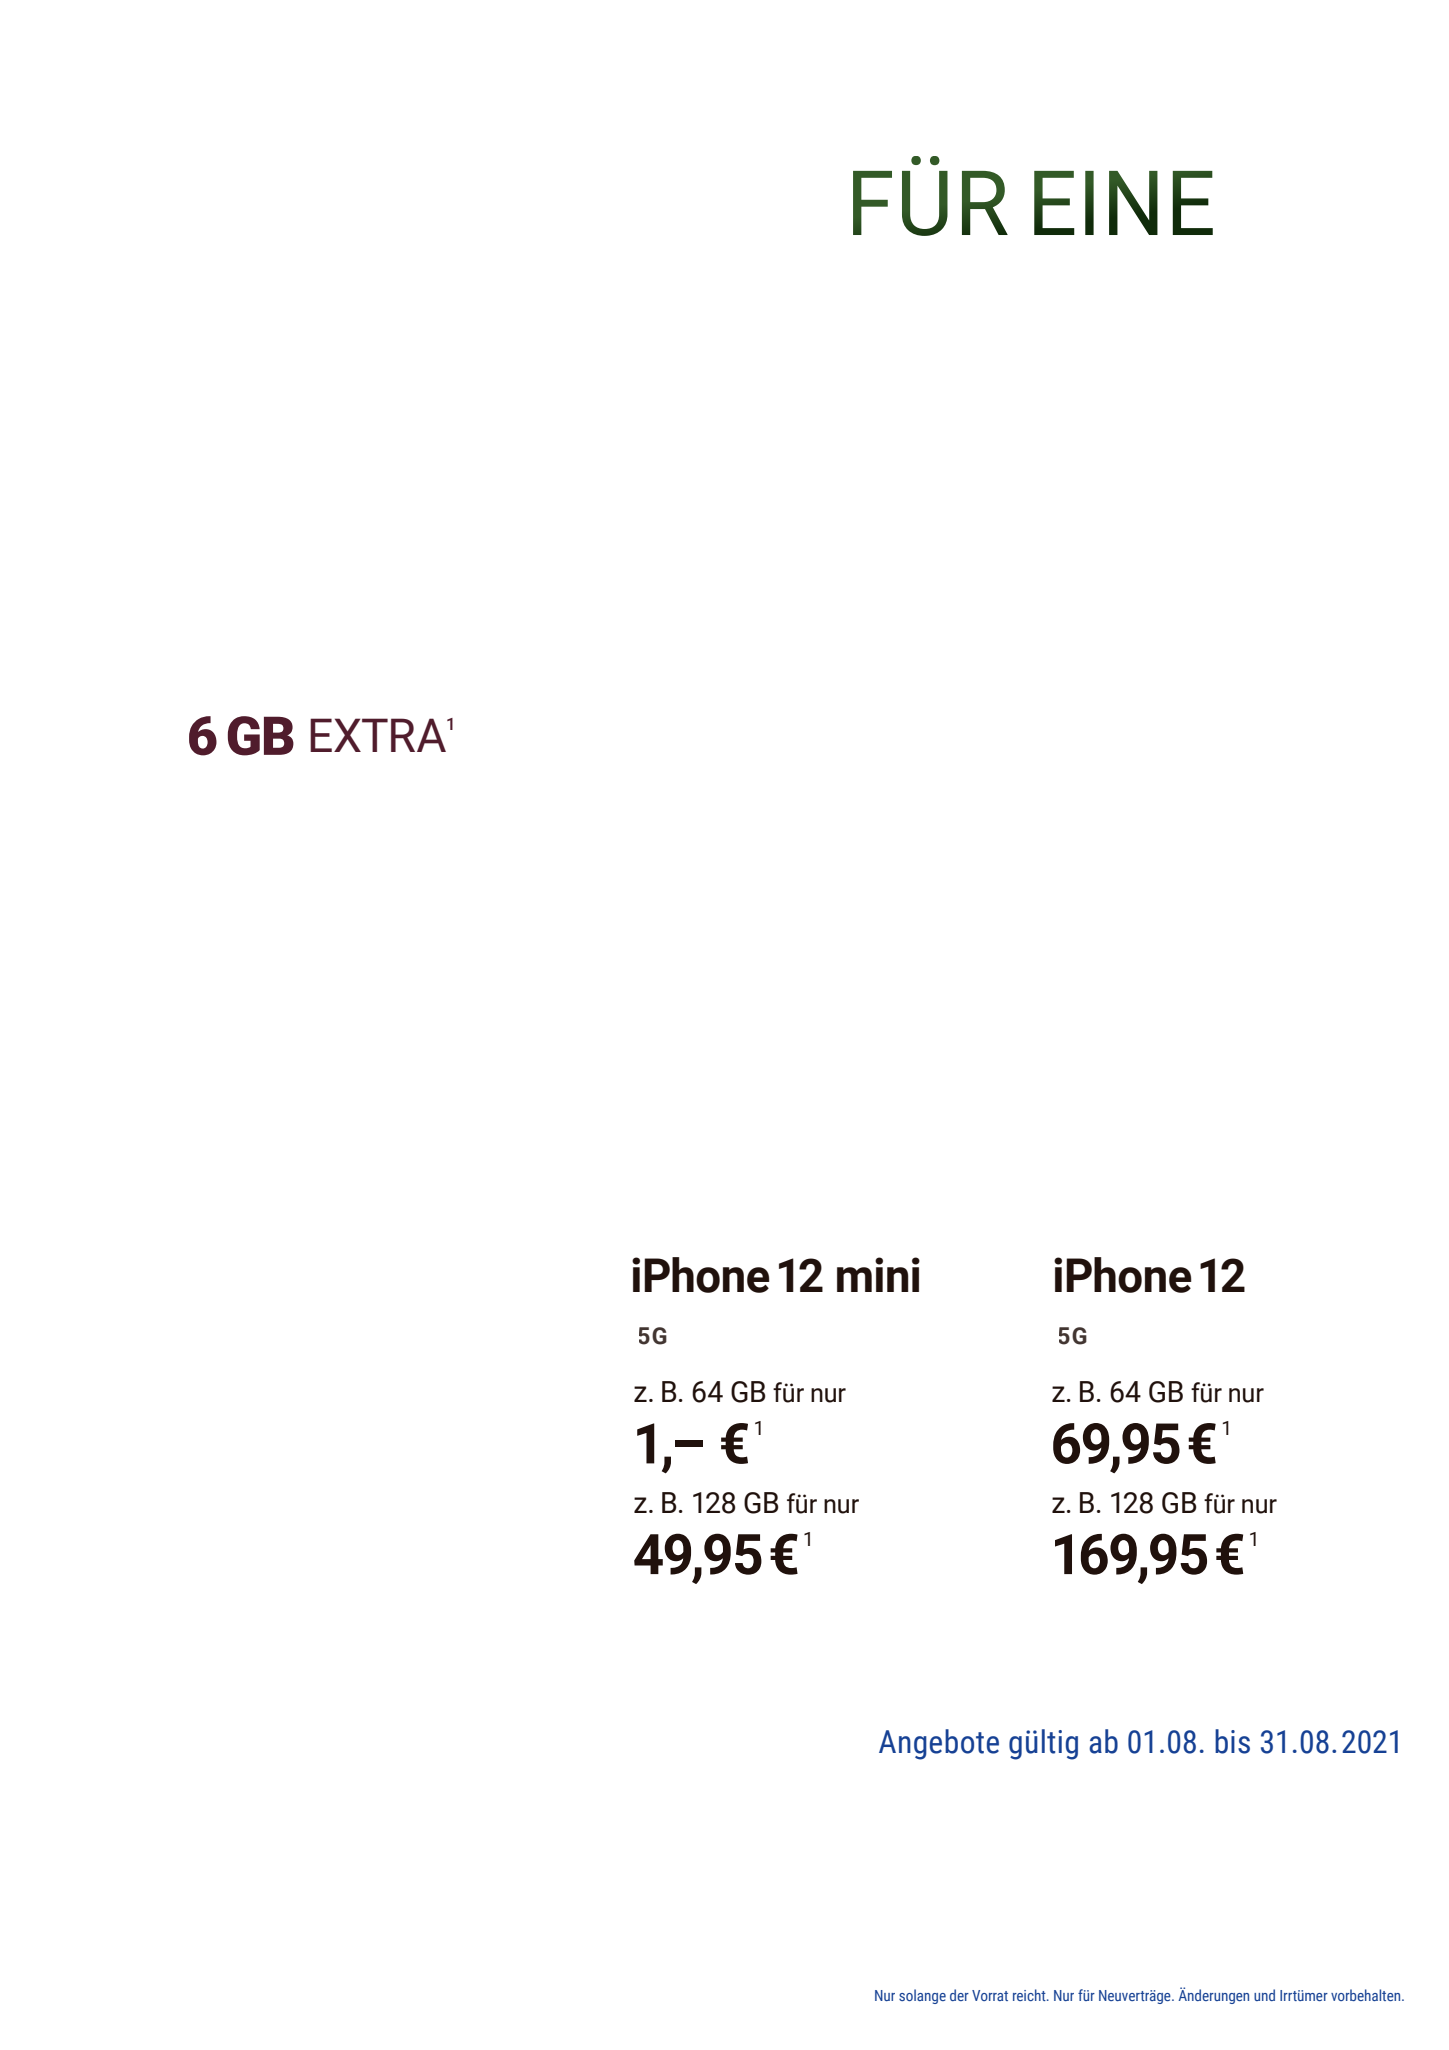 FÜR EINE
6 GB EXTRA¹
iPhone 12 mini
5G
z. B. 64 GB für nur
1,– €¹
z. B. 128 GB für nur
49,95 €¹
iPhone 12
5G
z. B. 64 GB für nur
69,95 €¹
z. B. 128 GB für nur
169,95 €¹
Angebote gültig ab 01.08. bis 31.08.2021
Nur solange der Vorrat reicht. Nur für Neuverträge. Änderungen und Irrtümer vorbehalten.